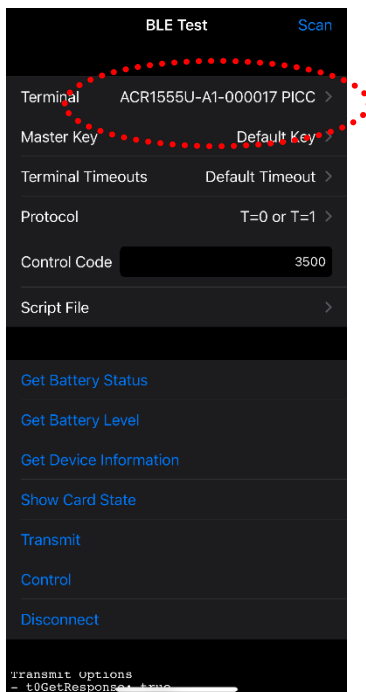 BLE Test Scan
Terminal ACR1555U-A1-000017 PICC
Master Key Default Key
Terminal Timeouts Default Timeout
Protocol T=0 or T=1
Control Code 3500
Script File
Get Battery Status
Get Battery Level
Get Device Information
Show Card State
Transmit
Control
Disconnect
Transmit Options
- t0GetResponse: true